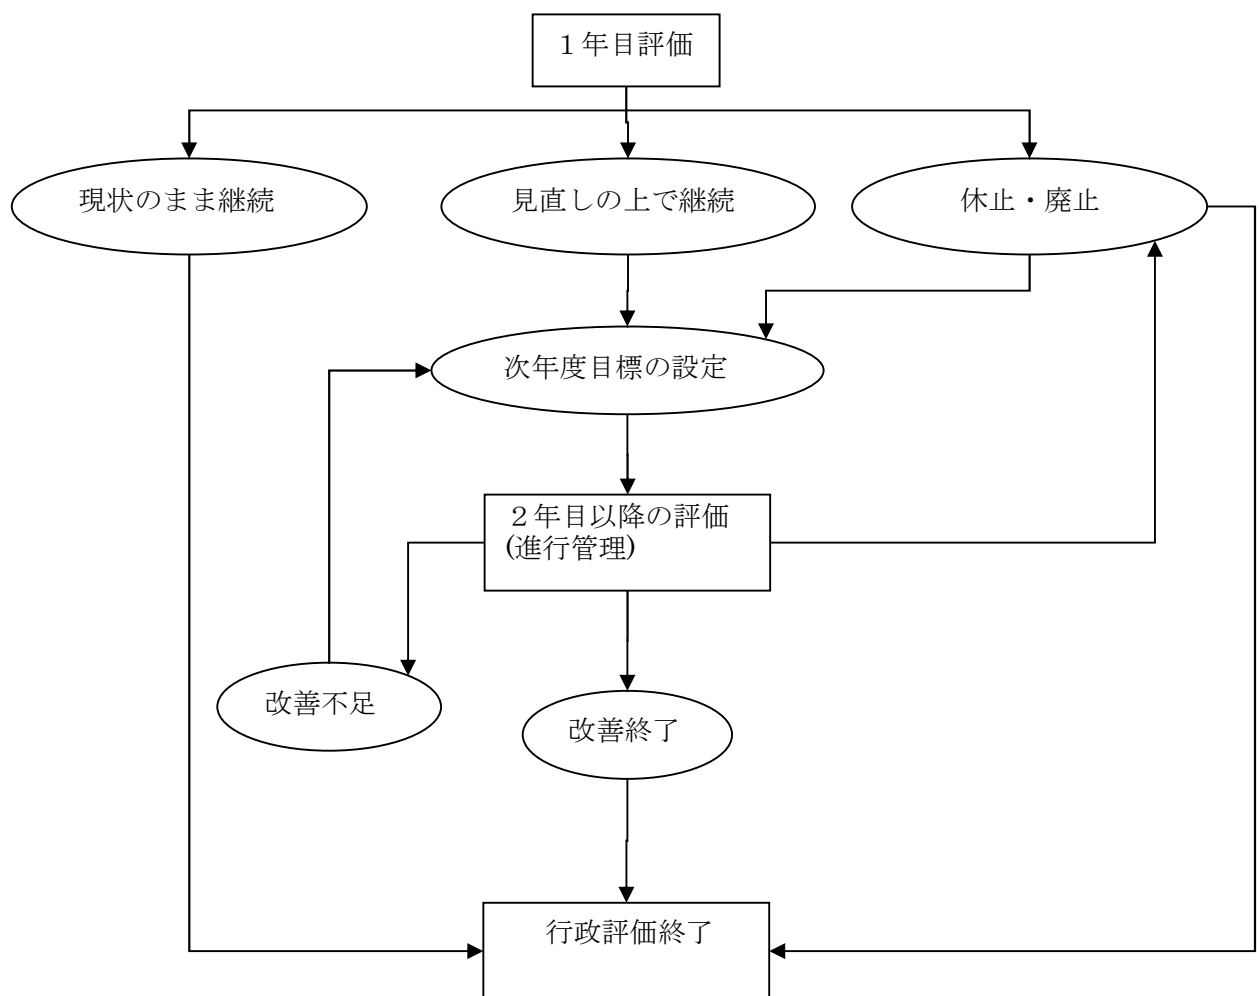 １年目評価
現状のまま継続
見直しの上で継続
休止・廃止
次年度目標の設定
２年目以降の評価
(進行管理)
改善不足
改善終了
行政評価終了